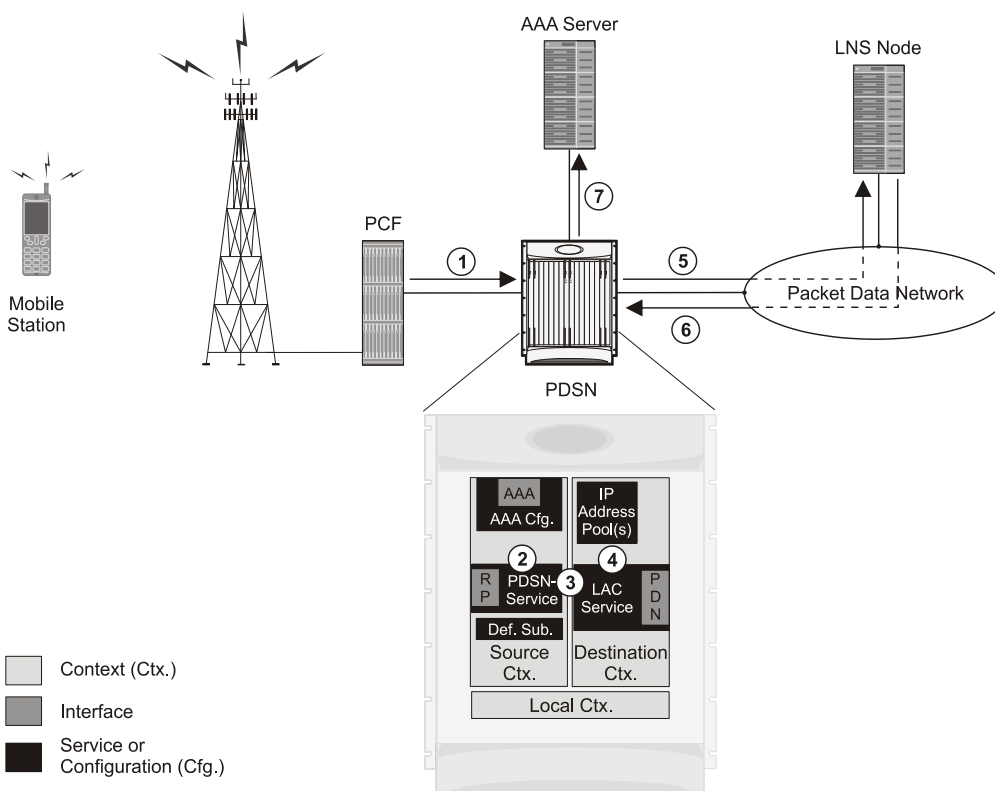 AAA Server
LNS Node
7
PCF
1
5
Packet Data Network
6
Mobile
Station
PDSN
AAA
AAA Cfg.
IP
Address
Pool(s)
2
4
R
P
PDSN-
Service
3
LAC
Service
P
D
N
Def. Sub.
Source
Ctx.
Destination
Ctx.
Local Ctx.
Context (Ctx.)
Interface
Service or
Configuration (Cfg.)